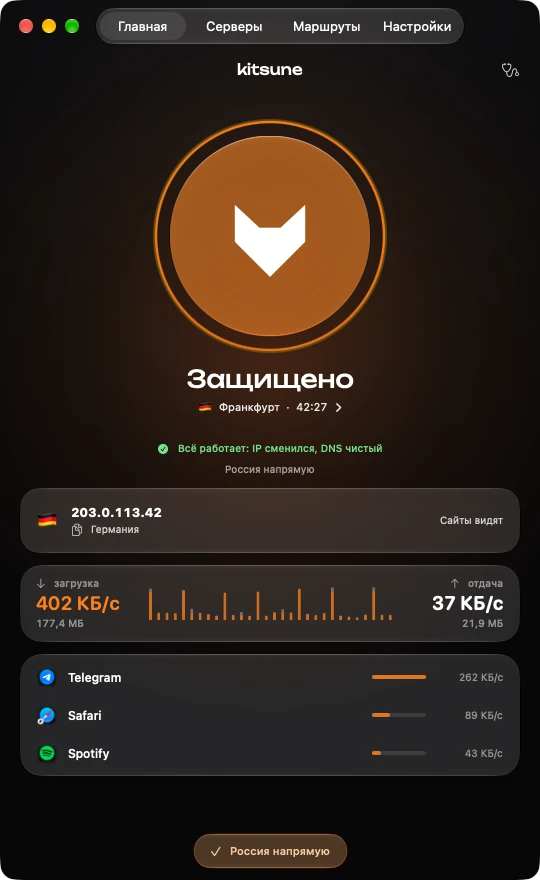 Главная Серверы Маршруты Настройки
kitsune
Защищено
Франкфурт · 42:27
Всё работает: IP сменился, DNS чистый
Россия напрямую
203.0.113.42
Германия
Сайты видят
загрузка
402 КБ/с
177,4 МБ
отдача
37 КБ/с
21,9 МБ
Telegram 262 КБ/с
Safari 89 КБ/с
Spotify 43 КБ/с
Россия напрямую